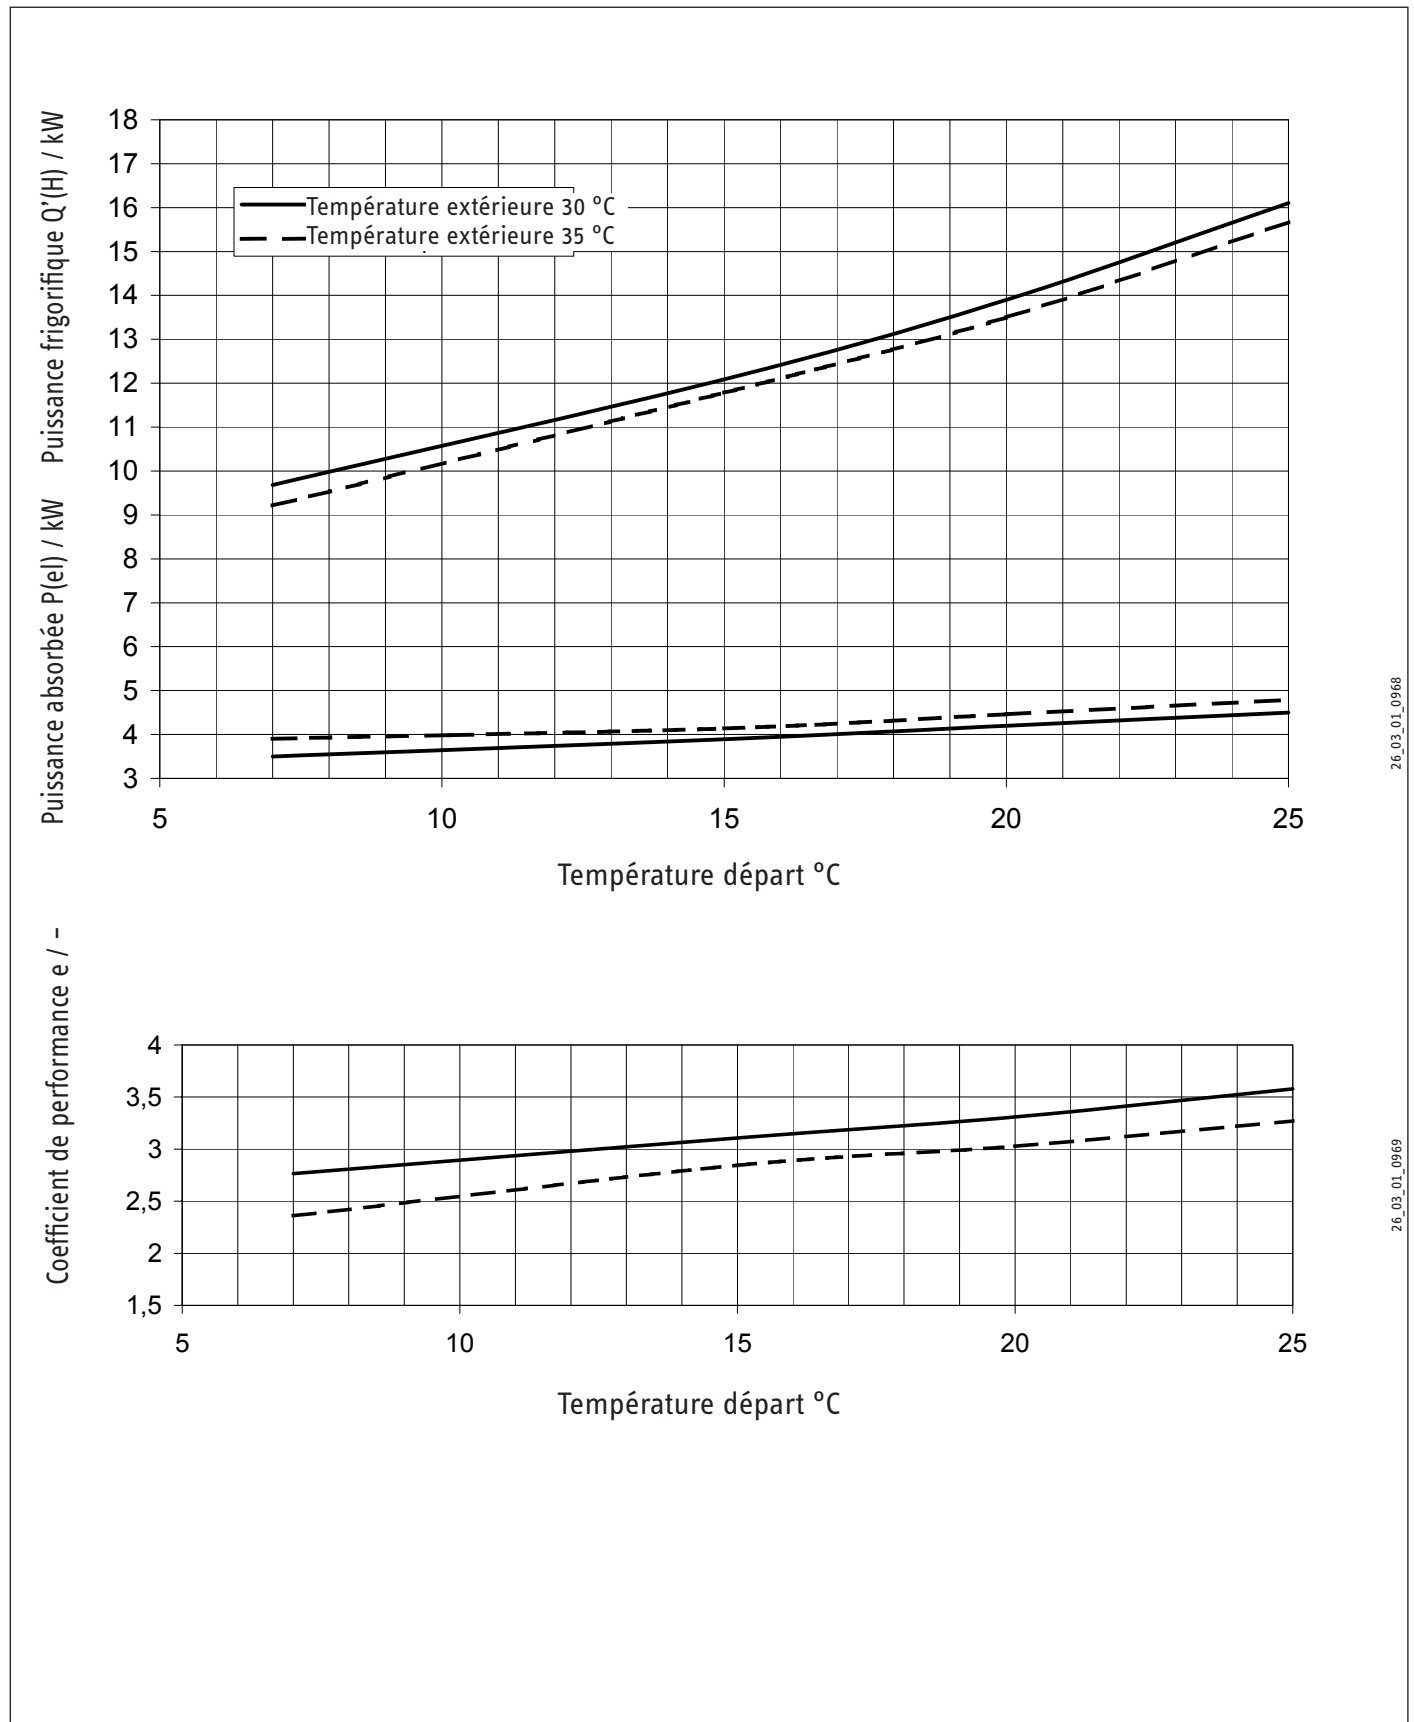 Puissance frigorifique Q'(H) / kW
Puissance absorbée P(el) / kW
18
17
16
15
14
13
12
11
10
9
8
7
6
5
4
3
Température extérieure 30 °C
Température extérieure 35 °C
5 10 15 20 25
Température départ °C
26_03_01_0968
Coefficient de performance e / -
4
3,5
3
2,5
2
1,5
5 10 15 20 25
Température départ °C
26_03_01_0969